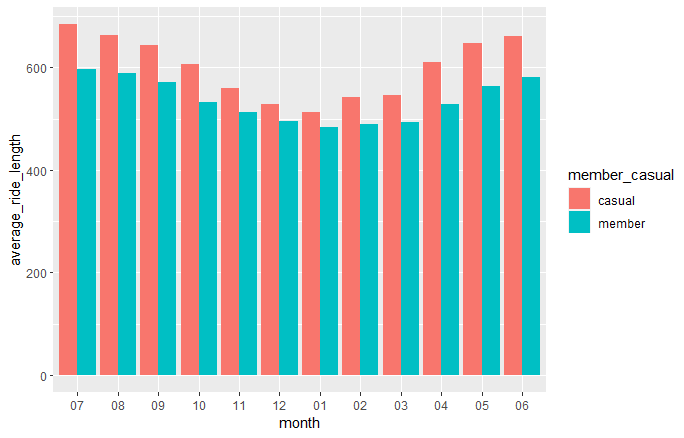 600
400
200
0
average_ride_length
07 08 09 10 11 12 01 02 03 04 05 06
month
member_casual
casual
member